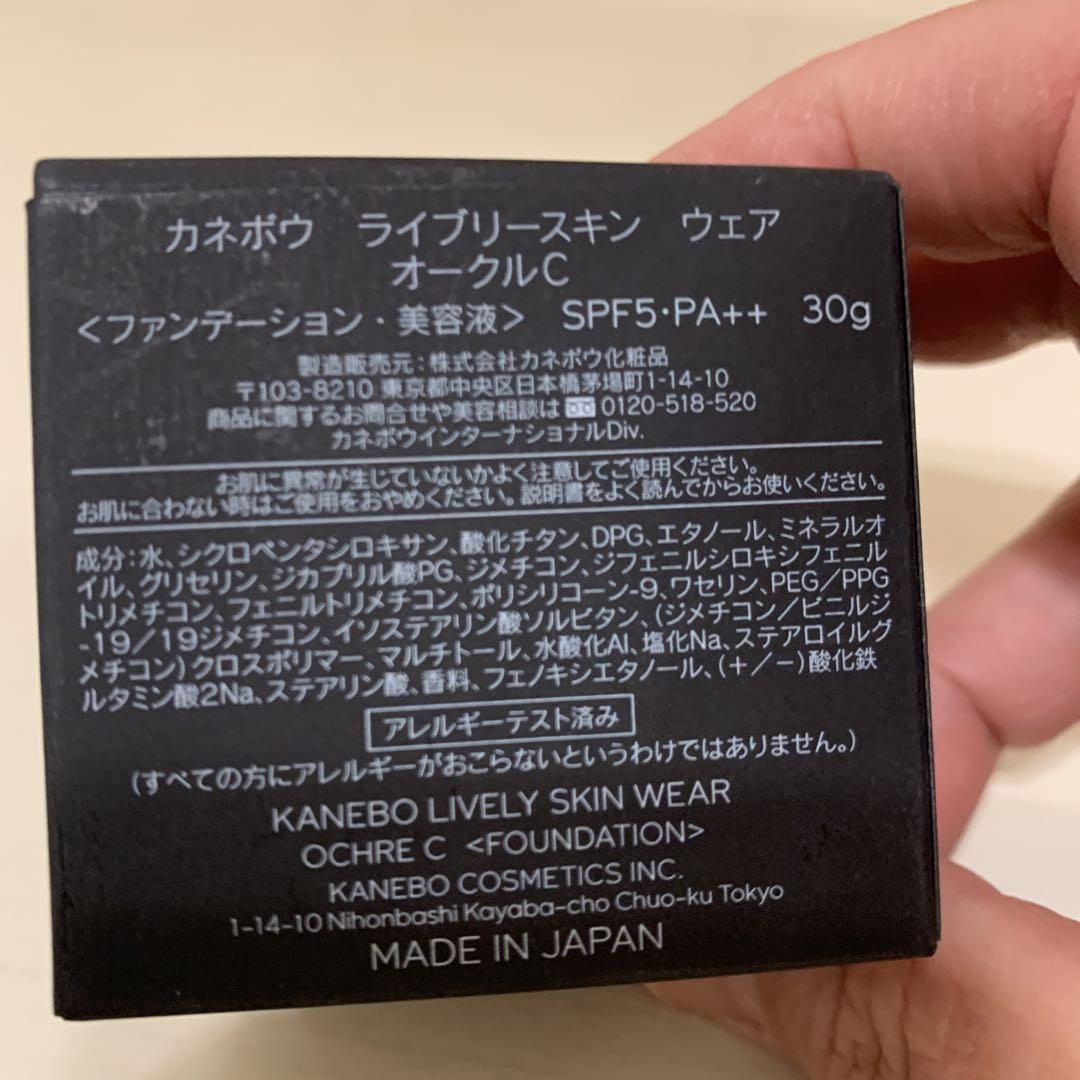 カネボウ ライブリースキン ウェア
オークルC
<ファンデーション・美容液> SPF5・PA++ 30g
製造販売元：株式会社カネボウ化粧品
〒103-8210 東京都中央区日本橋茅場町1-14-10
商品に関するお問合せや美容相談は 0120-518-520
カネボウインターナショナルDiv.
お肌に異常が生じていないかよく注意してご使用ください。
お肌に合わない時はご使用をおやめください。説明書をよく読んでからお使いください。
成分：水、シクロペンタシロキサン、酸化チタン、DPG、エタノール、ミネラルオ
イル、グリセリン、ジカプリル酸PG、ジメチコン、ジフェニルシロキシフェニル
トリメチコン、フェニルトリメチコン、ポリシリコーン-9、ワセリン、PEG／PPG
-19／19ジメチコン、イソステアリン酸ソルビタン、（ジメチコン／ビニルジ
メチコン）クロスポリマー、マルチトール、水酸化Al、塩化Na、ステアロイルグ
ルタミン酸2Na、ステアリン酸、香料、フェノキシエタノール、（＋／－）酸化鉄
アレルギーテスト済み
（すべての方にアレルギーがおこらないというわけではありません。）
KANEBO LIVELY SKIN WEAR
OCHRE C <FOUNDATION>
KANEBO COSMETICS INC.
1-14-10 Nihonbashi Kayaba-cho Chuo-ku Tokyo
MADE IN JAPAN